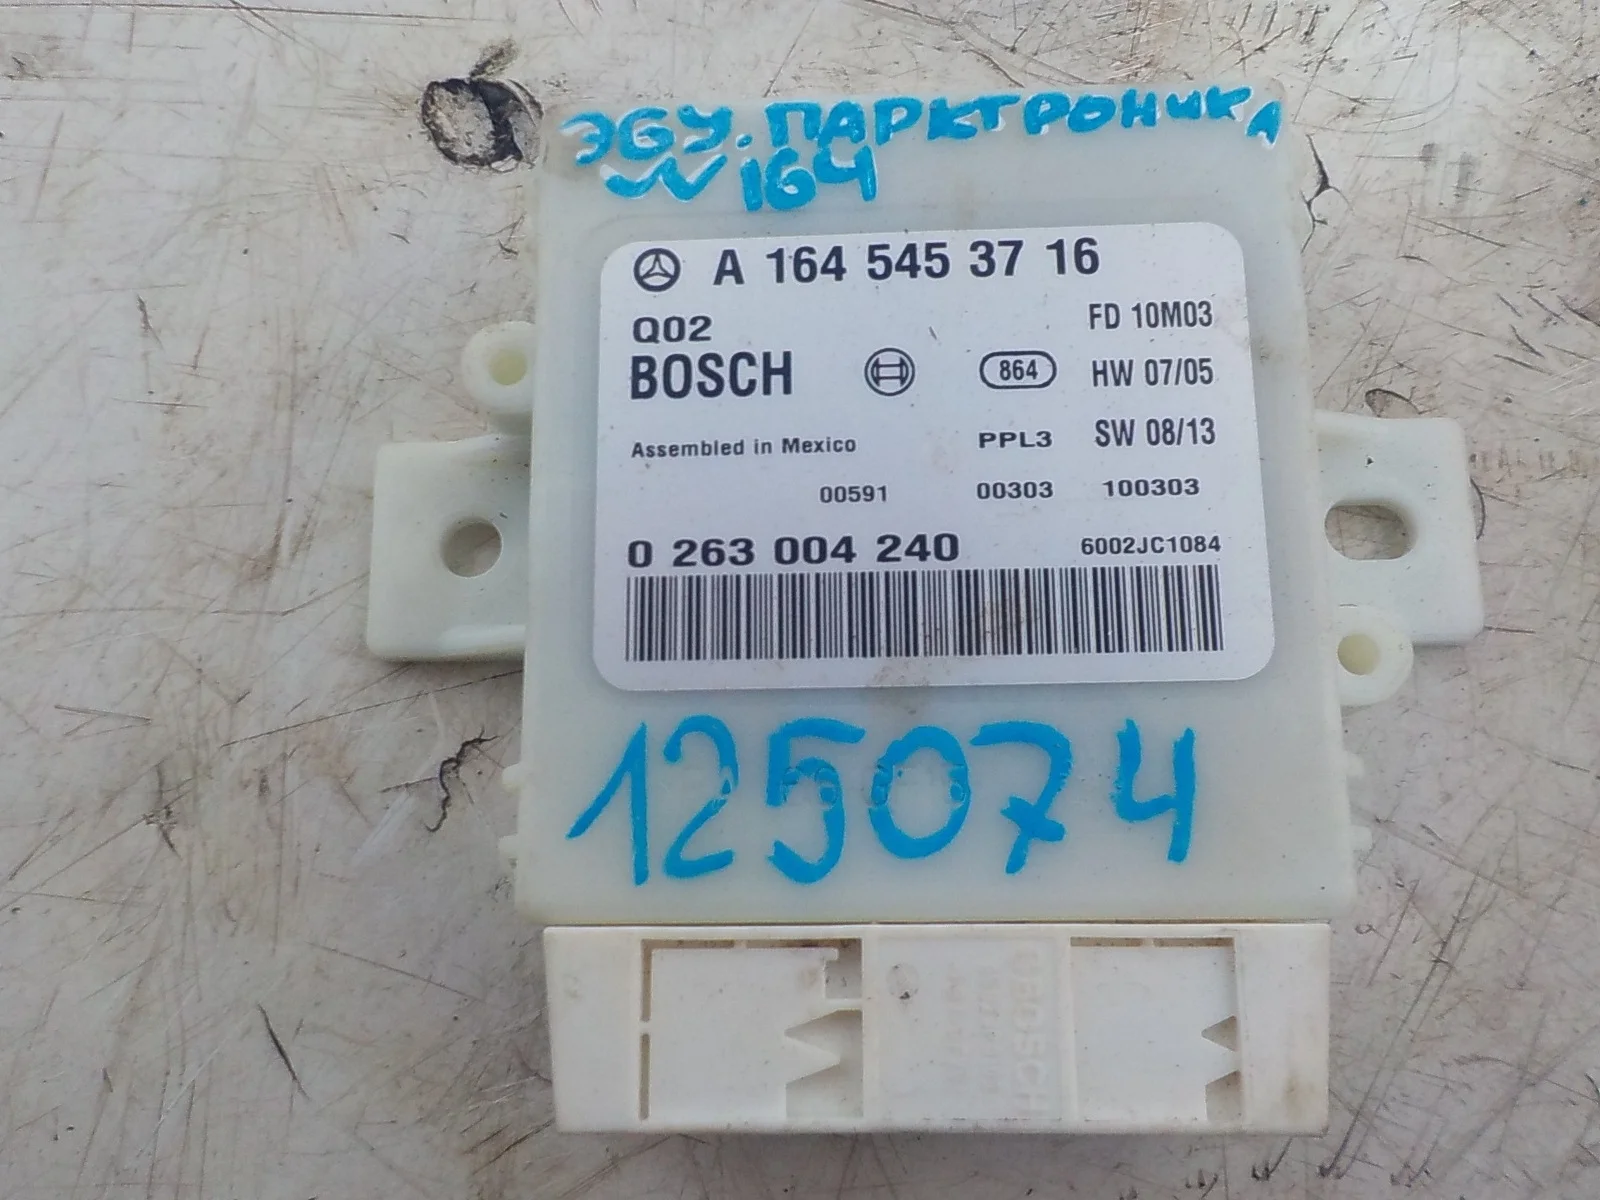 ЭБУ. ПАРКТРОНИКА
W 164
A 164 545 37 16
Q02
FD 10M03
BOSCH
864
HW 07/05
Assembled in Mexico
PPL3
SW 08/13
00591
00303
100303
0 263 004 240
6002JC1084
125074